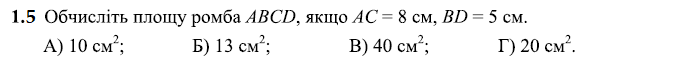 1.5 Обчисліть площу ромба ABCD, якщо AC = 8 см, BD = 5 см.
А) 10 см²; Б) 13 см²; В) 40 см²; Г) 20 см².